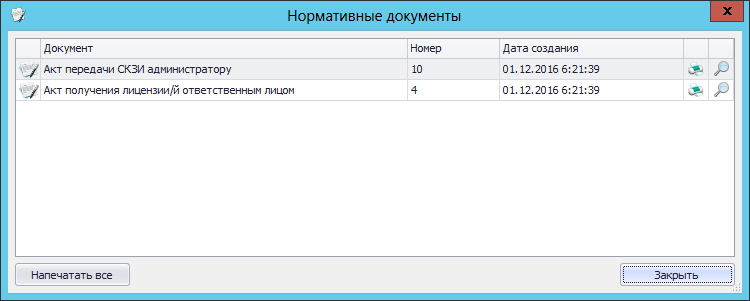 Нормативные документы
x
Документ Номер Дата создания
Акт передачи СКЗИ администратору 10 01.12.2016 6:21:39
Акт получения лицензии/й ответственным лицом 4 01.12.2016 6:21:39
Напечатать все Закрыть